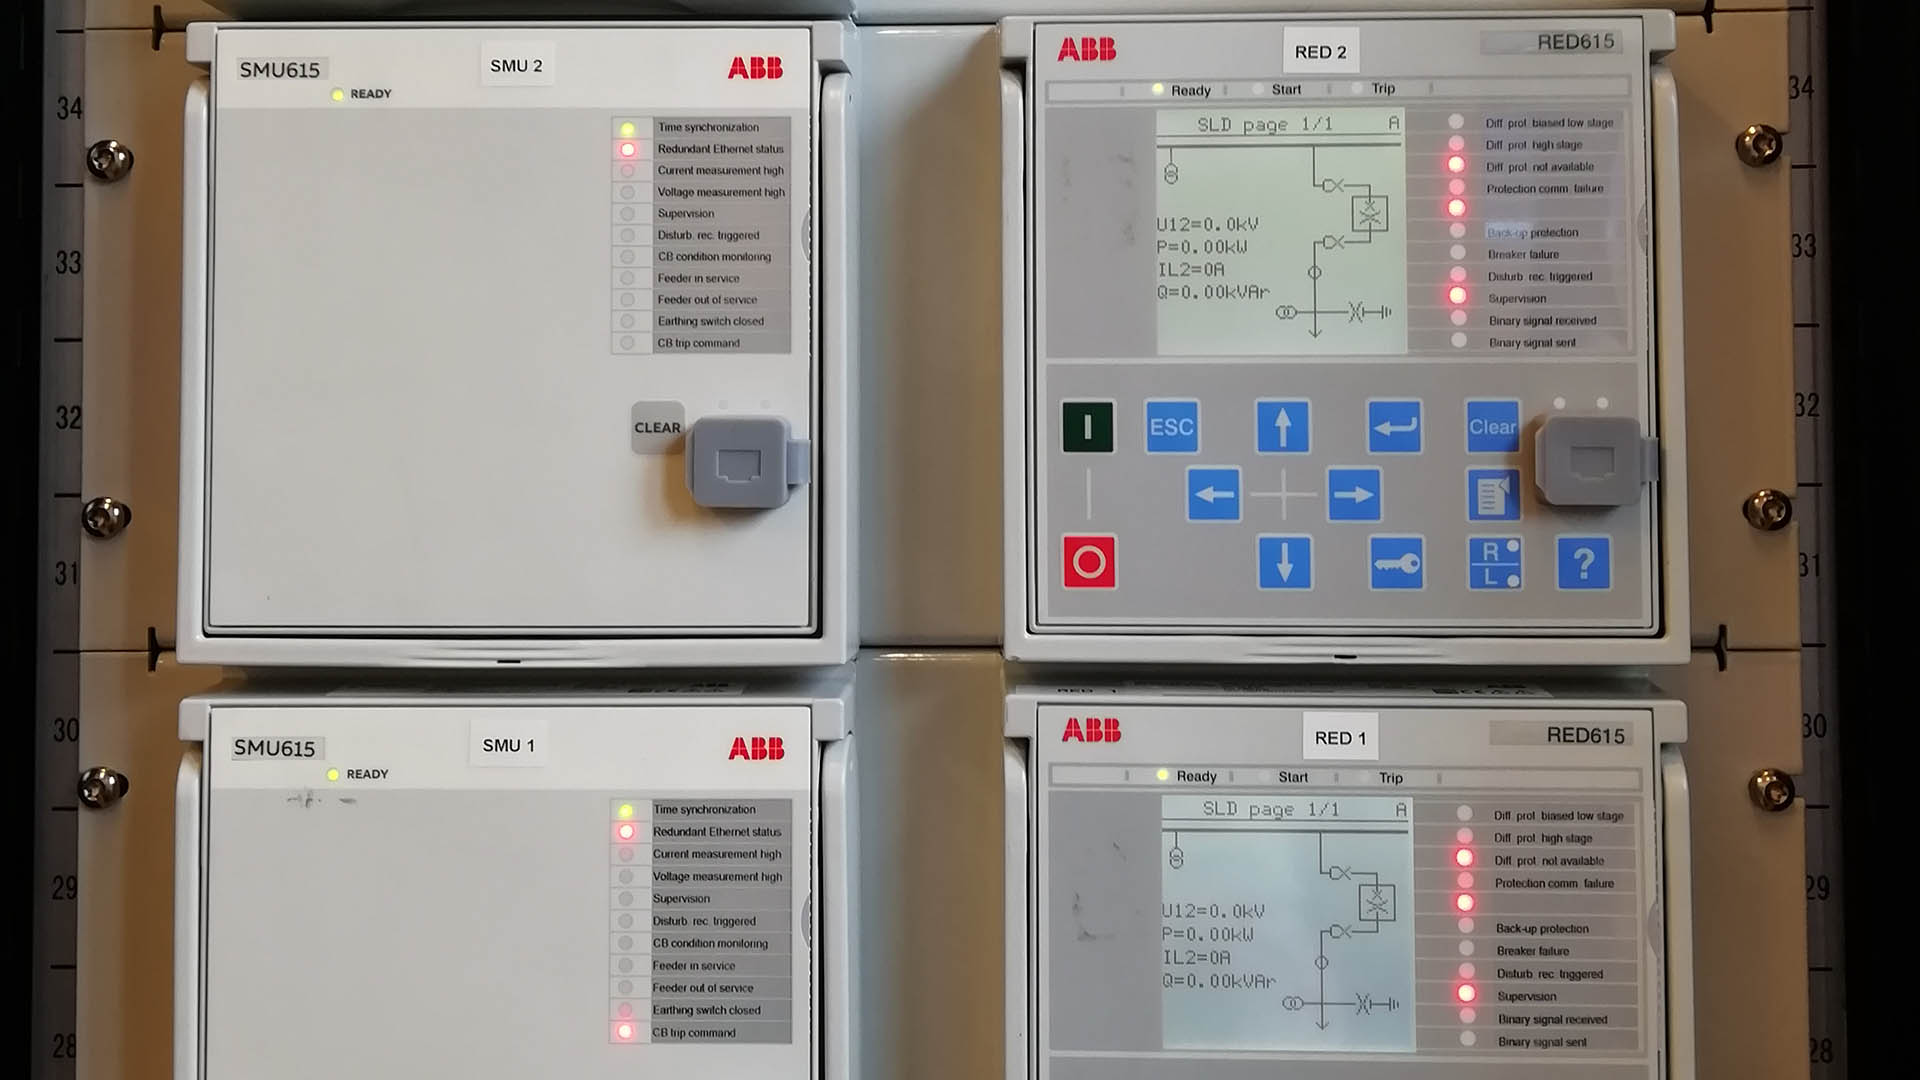 SMU615
SMU 2
ABB
READY
Time synchronization
Redundant Ethernet status
Current measurement high
Voltage measurement high
Supervision
Disturb. rec. triggered
CB condition monitoring
Feeder in service
Feeder out of service
Earthing switch closed
CB trip command
CLEAR
ABB
RED 2
RED615
Ready
Start
Trip
SLD page 1/1 A
U12=0.0kV
P=0.00kW
IL2=0A
Q=0.00kVAr
Diff. prot. biased low stage
Diff. prot. high stage
Diff. prot. not available
Protection comm. failure
Back-up protection
Breaker failure
Disturb. rec. triggered
Supervision
Binary signal received
Binary signal sent
I
ESC
Clear
O
R
L
?
SMU615
SMU 1
ABB
READY
Time synchronization
Redundant Ethernet status
Current measurement high
Voltage measurement high
Supervision
Disturb. rec. triggered
CB condition monitoring
Feeder in service
Feeder out of service
Earthing switch closed
CB trip command
RED 1
ABB
RED 1
RED615
Ready
Start
Trip
SLD page 1/1 A
U12=0.0kV
P=0.00kW
IL2=0A
Q=0.00kVAr
Diff. prot. biased low stage
Diff. prot. high stage
Diff. prot. not available
Protection comm. failure
Back-up protection
Breaker failure
Disturb. rec. triggered
Supervision
Binary signal received
Binary signal sent
34
33
32
31
30
29
28
34
33
32
31
30
29
28